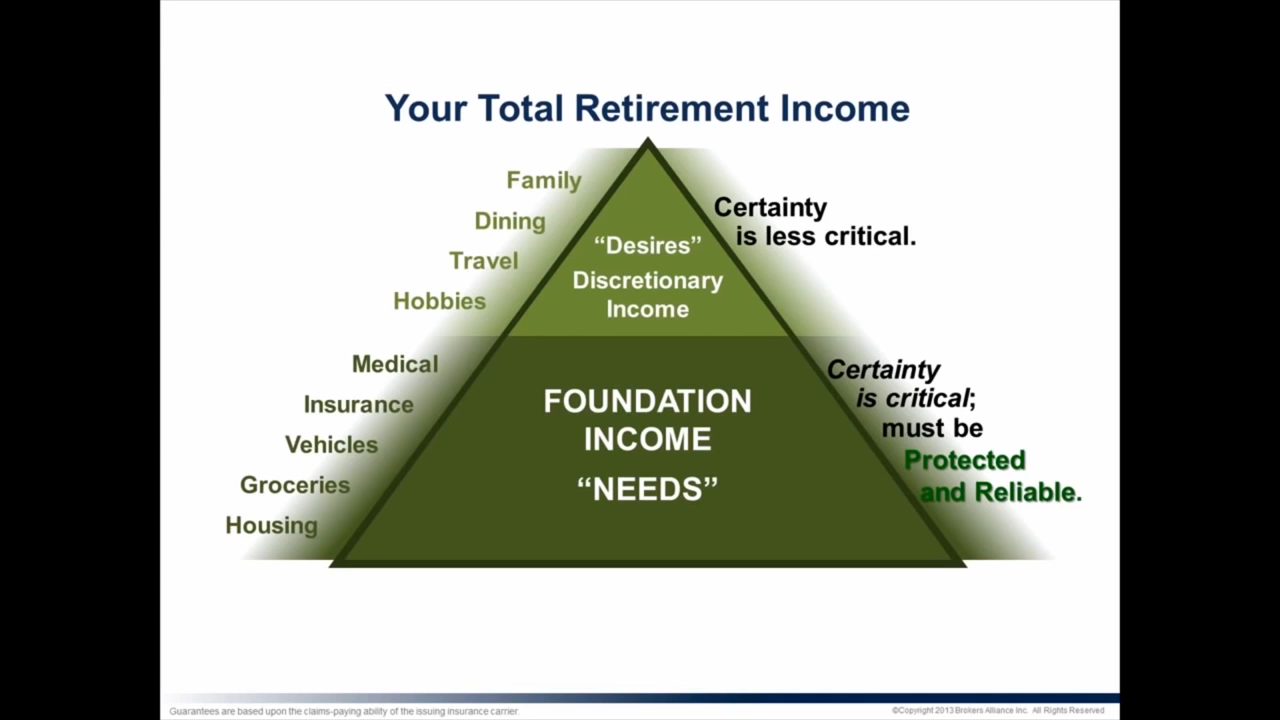 Your Total Retirement Income
Family
Dining
Travel
Hobbies
Medical
Insurance
Vehicles
Groceries
Housing
“Desires”
Discretionary
Income
FOUNDATION
INCOME
“NEEDS”
Certainty
is less critical.
Certainty
is critical;
must be
Protected
and Reliable.
Guarantees are based upon the claims-paying ability of the issuing insurance carrier.
©Copyright 2013 Brokers Alliance Inc. All Rights Reserved